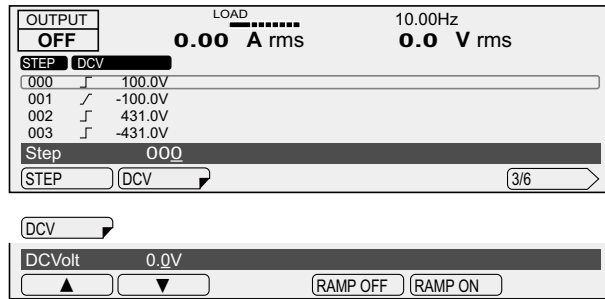 OUTPUT LOAD 10.00Hz
OFF 0.00 A rms 0.0 V rms
STEP DCV
000 100.0V
001 -100.0V
002 431.0V
003 -431.0V
Step 000
STEP DCV 3/6
DCV
DCVolt 0.0V
▲ ▼ RAMP OFF RAMP ON